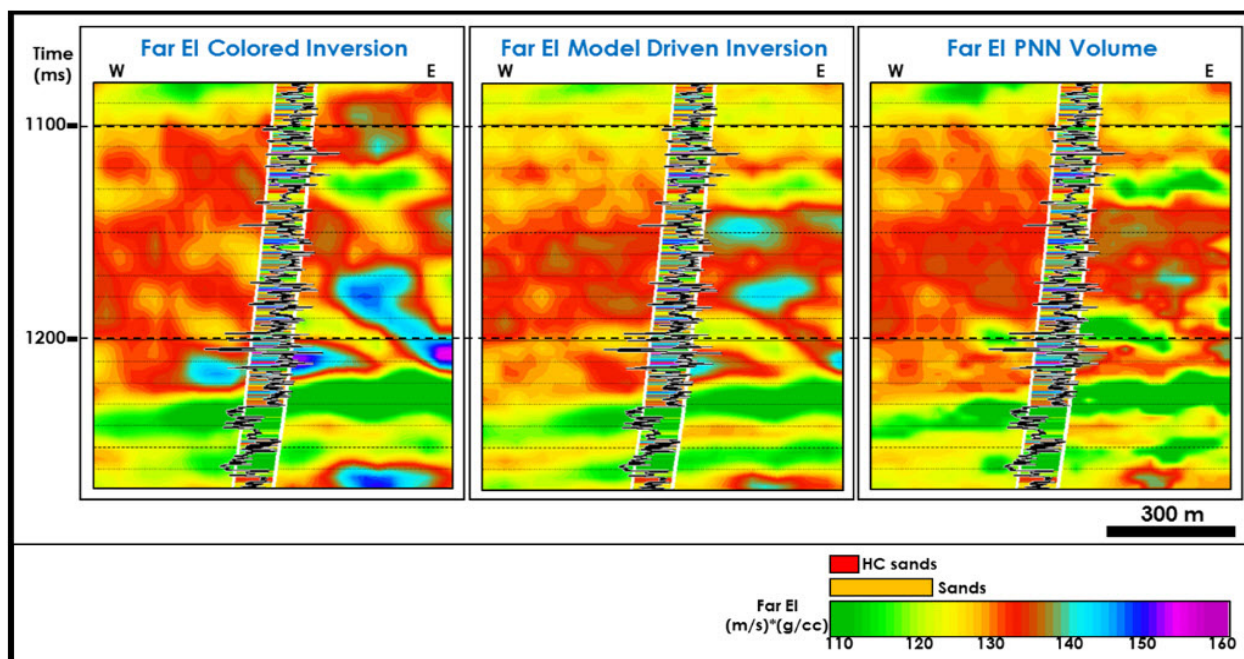 Far EI Colored Inversion
Far EI Model Driven Inversion
Far EI PNN Volume
Time
(ms)
W
E
W
E
W
E
1100
1200
300 m
HC sands
Sands
Far EI
(m/s)*(g/cc)
110
120
130
140
150
160